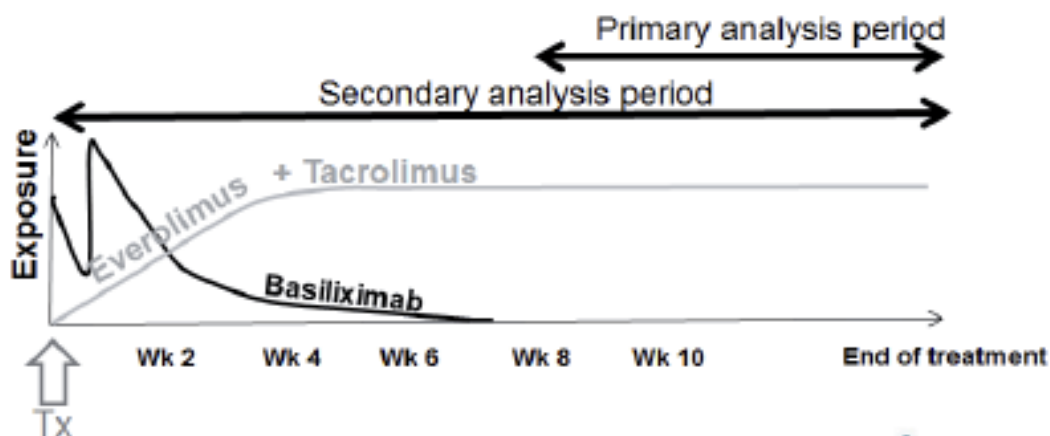 Primary analysis period
Secondary analysis period
Exposure
Everolimus + Tacrolimus
Basiliximab
Wk 2 Wk 4 Wk 6 Wk 8 Wk 10 End of treatment
Tx